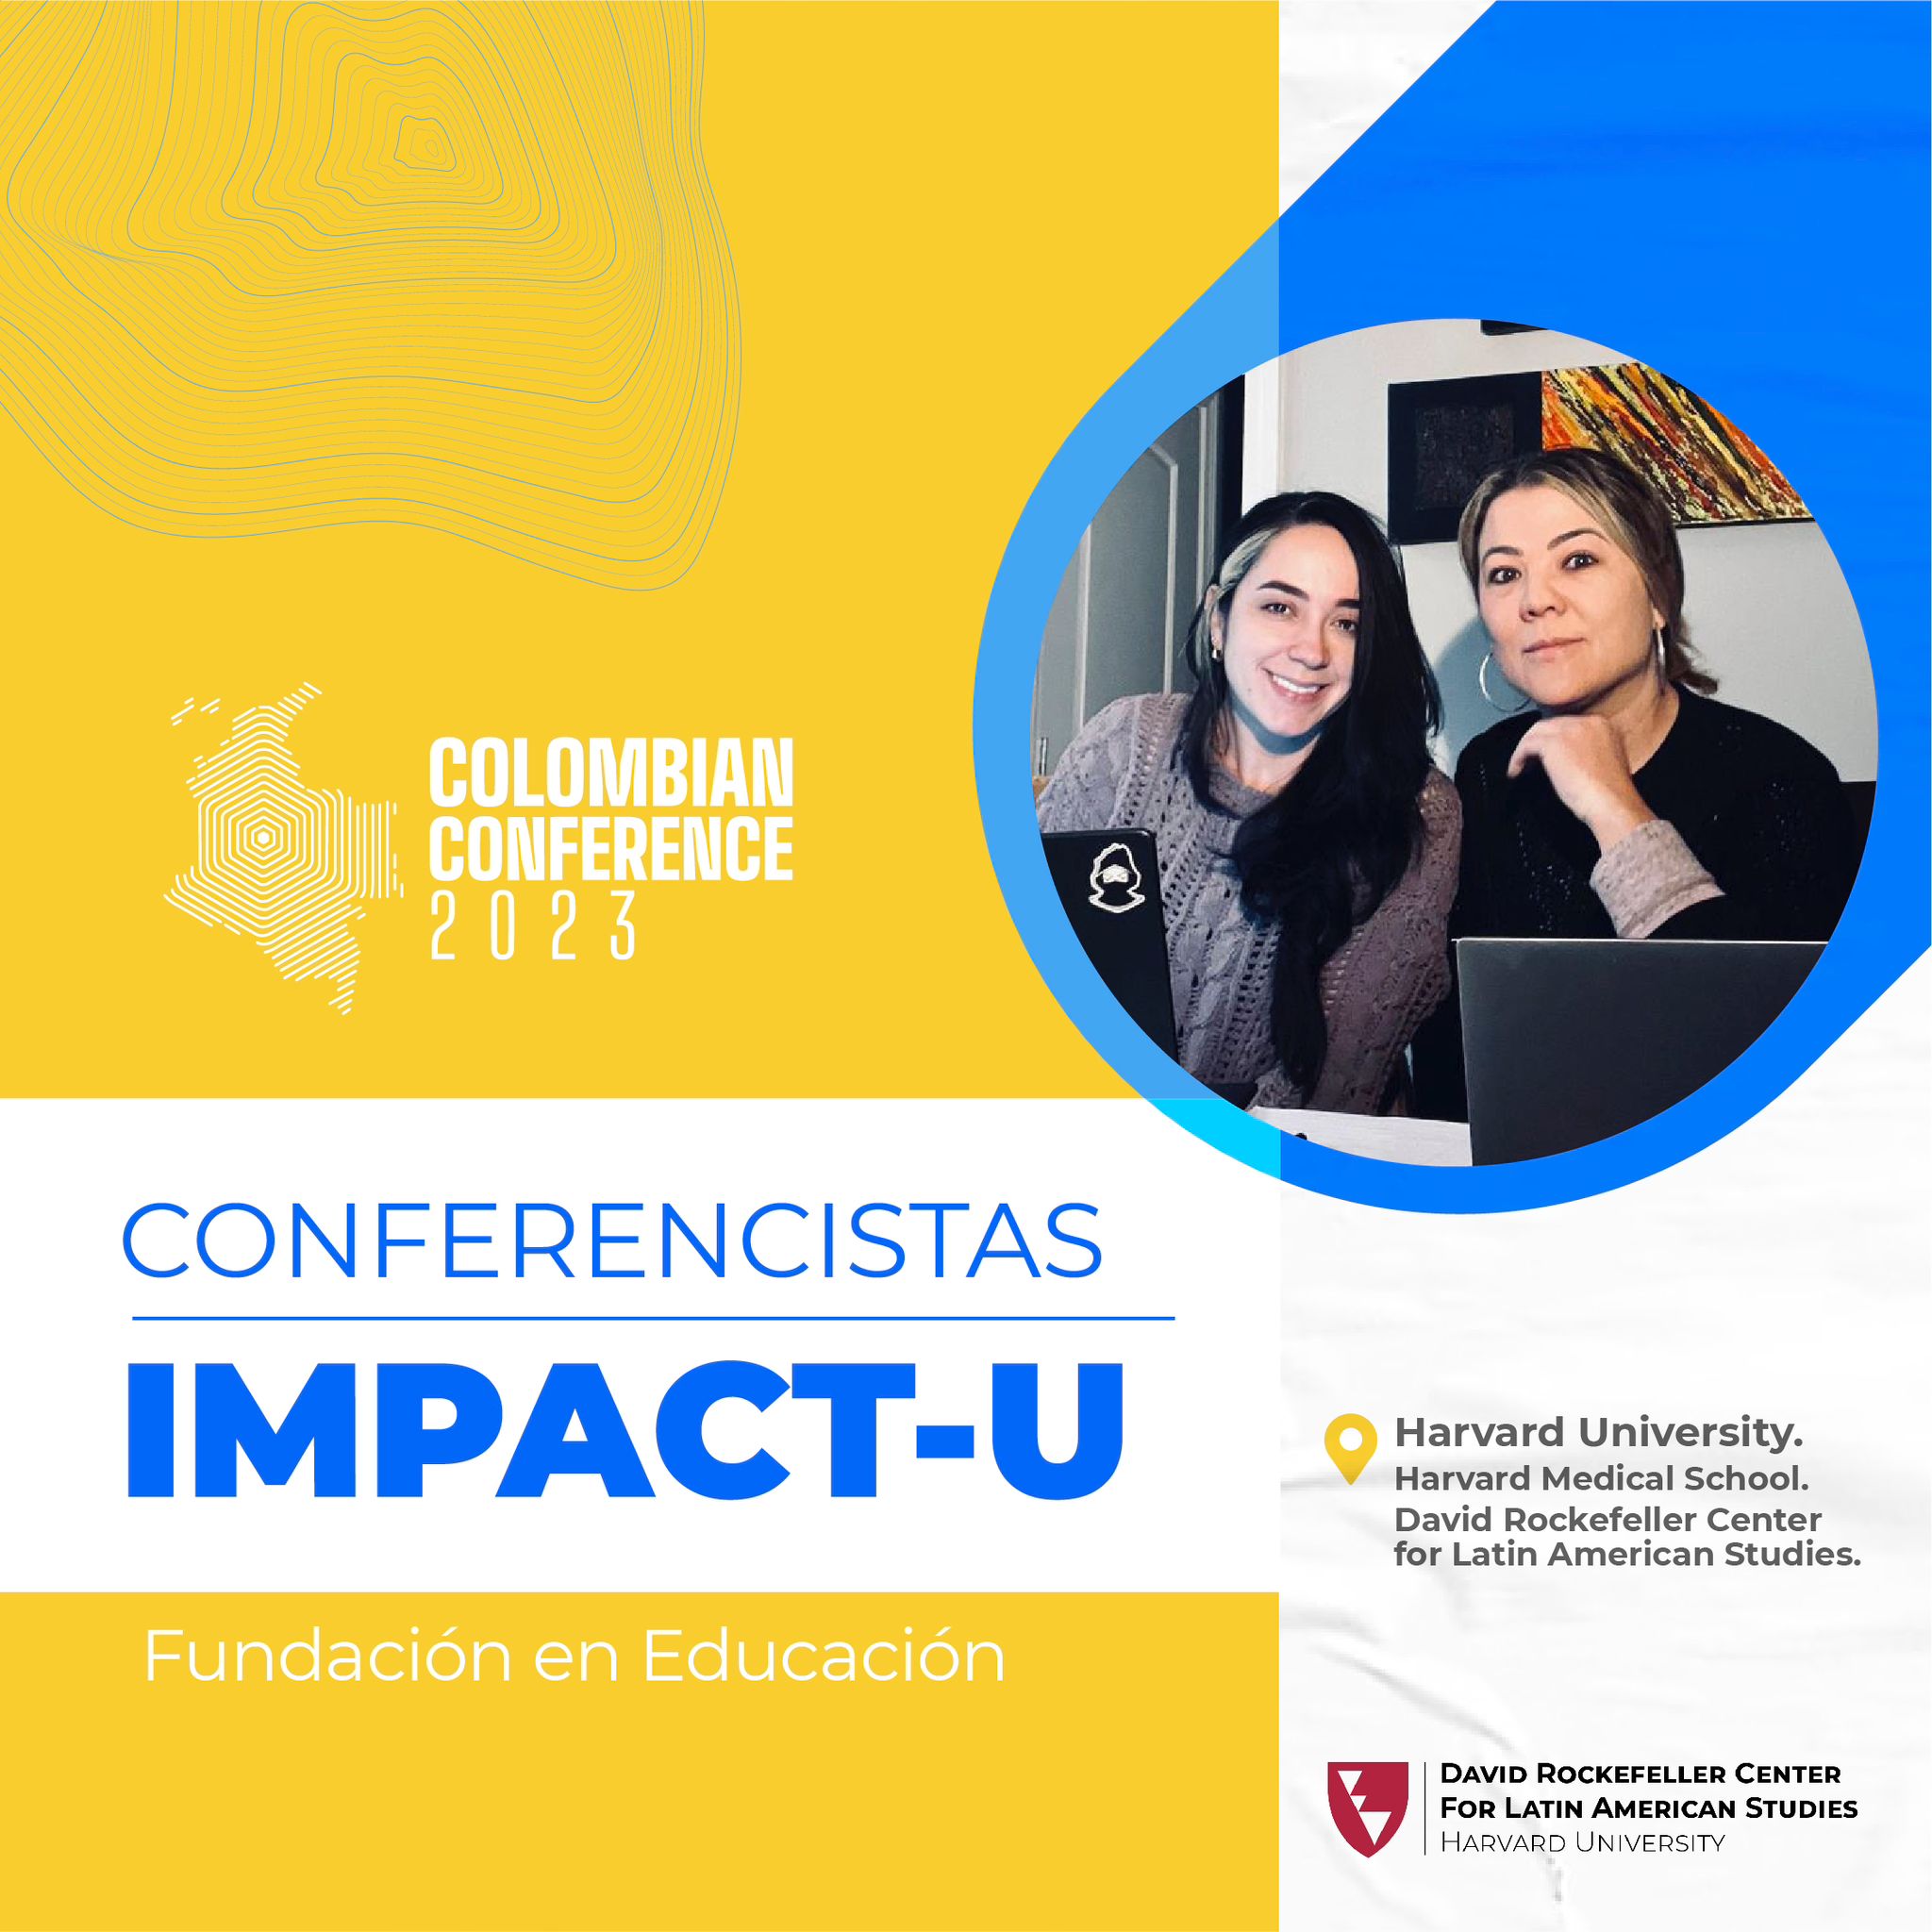 COLOMBIAN
CONFERENCE
2023
CONFERENCISTAS
IMPACT-U
Fundación en Educación
Harvard University.
Harvard Medical School.
David Rockefeller Center
for Latin American Studies.
DAVID ROCKEFELLER CENTER
FOR LATIN AMERICAN STUDIES
HARVARD UNIVERSITY